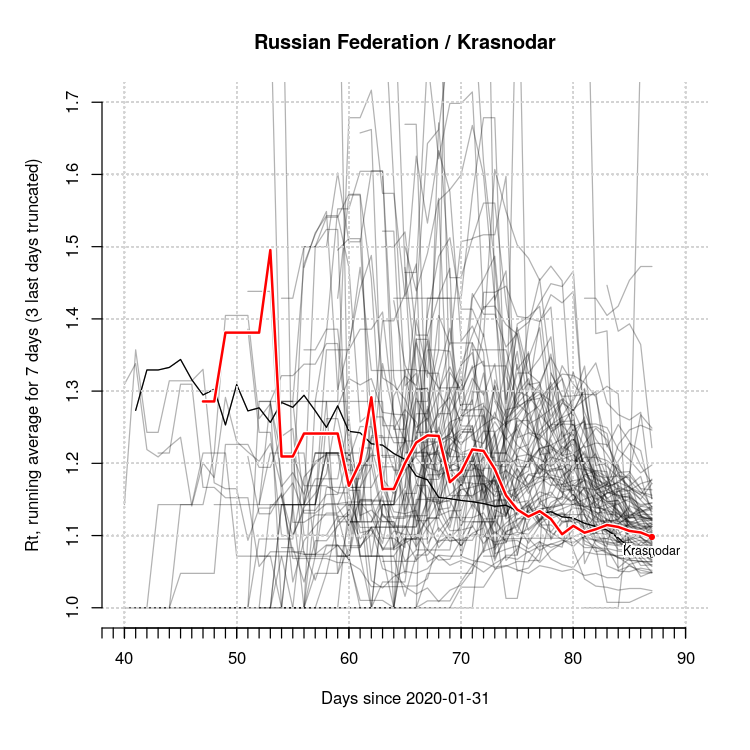 Russian Federation / Krasnodar
Rt, running average for 7 days (3 last days truncated)
1.7
1.6
1.5
1.4
1.3
1.2
1.1
1.0
Krasnodar
40 50 60 70 80 90
Days since 2020-01-31